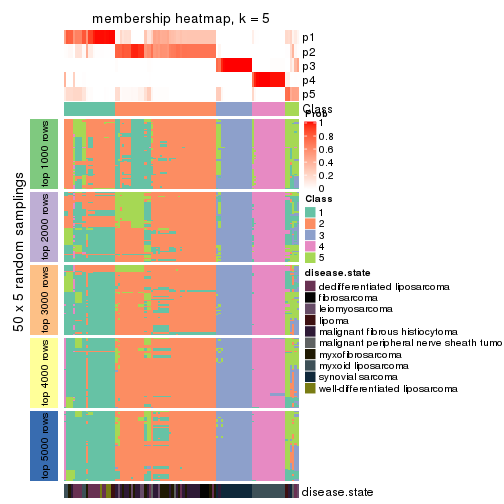 membership heatmap, k = 5
p1
p2
p3
p4
p5
Class
Prob
1
0.8
0.6
0.4
0.2
0
Class
1
2
3
4
5
disease.state
dedifferentiated liposarcoma
fibrosarcoma
leiomyosarcoma
lipoma
malignant fibrous histiocytoma
malignant peripheral nerve sheath tumo
myxofibrosarcoma
myxoid liposarcoma
synovial sarcoma
well-differentiated liposarcoma
50 x 5 random samplings
top 1000 rows
top 2000 rows
top 3000 rows
top 4000 rows
top 5000 rows
disease.state